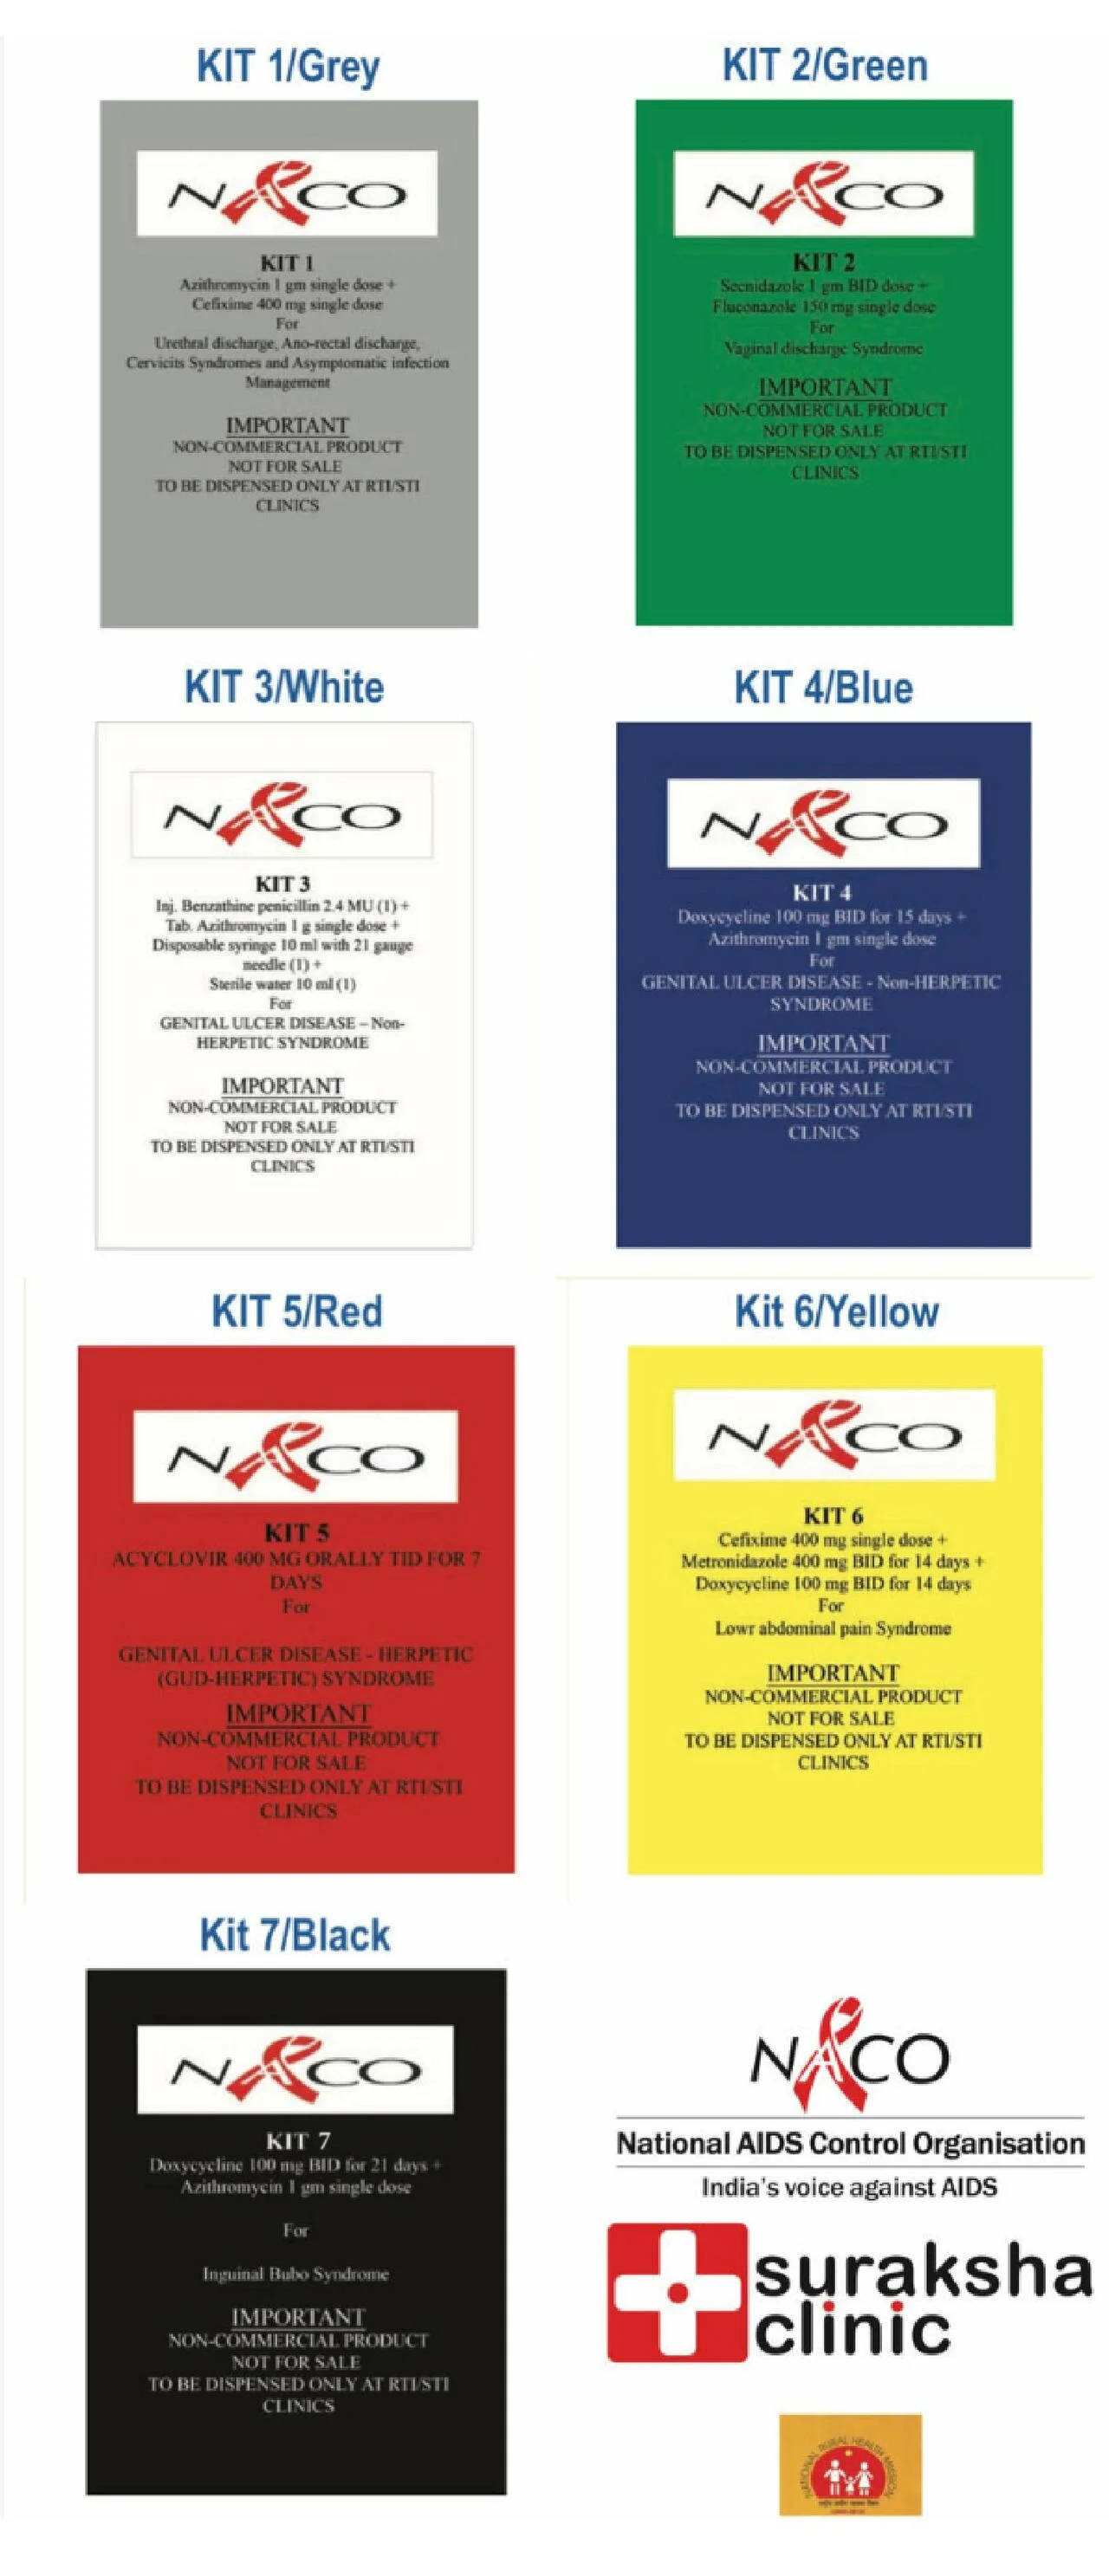 KIT 1/Grey
NACO
KIT 1
Azithromycin 1 gm single dose +
Cefixime 400 mg single dose
For
Urethral discharge, Ano-rectal discharge,
Cervicits Syndromes and Asymptomatic infection
Management
IMPORTANT
NON-COMMERCIAL PRODUCT
NOT FOR SALE
TO BE DISPENSED ONLY AT RTI/STI
CLINICS
KIT 2/Green
NACO
KIT 2
Secnidazole 1 gm BID dose +
Fluconazole 150 mg single dose
For
Vaginal discharge Syndrome
IMPORTANT
NON-COMMERCIAL PRODUCT
NOT FOR SALE
TO BE DISPENSED ONLY AT RTI/STI
CLINICS
KIT 3/White
NACO
KIT 3
Inj. Benzathine penicillin 2.4 MU (1) +
Tab. Azithromycin 1 g single dose +
Disposable syringe 10 ml with 21 gauge
needle (1) +
Sterile water 10 ml (1)
For
GENITAL ULCER DISEASE – Non-
HERPETIC SYNDROME
IMPORTANT
NON-COMMERCIAL PRODUCT
NOT FOR SALE
TO BE DISPENSED ONLY AT RTI/STI
CLINICS
KIT 4/Blue
NACO
KIT 4
Doxycycline 100 mg BID for 15 days +
Azithromycin 1 gm single dose
For
GENITAL ULCER DISEASE - Non-HERPETIC
SYNDROME
IMPORTANT
NON-COMMERCIAL PRODUCT
NOT FOR SALE
TO BE DISPENSED ONLY AT RTI/STI
CLINICS
KIT 5/Red
NACO
KIT 5
ACYCLOVIR 400 MG ORALLY TID FOR 7
DAYS
For
GENITAL ULCER DISEASE - HERPETIC
(GUD-HERPETIC) SYNDROME
IMPORTANT
NON-COMMERCIAL PRODUCT
NOT FOR SALE
TO BE DISPENSED ONLY AT RTI/STI
CLINICS
Kit 6/Yellow
NACO
KIT 6
Cefixime 400 mg single dose +
Metronidazole 400 mg BID for 14 days +
Doxycycline 100 mg BID for 14 days
For
Lowr abdominal pain Syndrome
IMPORTANT
NON-COMMERCIAL PRODUCT
NOT FOR SALE
TO BE DISPENSED ONLY AT RTI/STI
CLINICS
Kit 7/Black
NACO
KIT 7
Doxycycline 100 mg BID for 21 days +
Azithromycin 1 gm single dose
For
Inguinal Bubo Syndrome
IMPORTANT
NON-COMMERCIAL PRODUCT
NOT FOR SALE
TO BE DISPENSED ONLY AT RTI/STI
CLINICS
NACO
National AIDS Control Organisation
India's voice against AIDS
suraksha
clinic
NATIONAL RURAL HEALTH MISSION